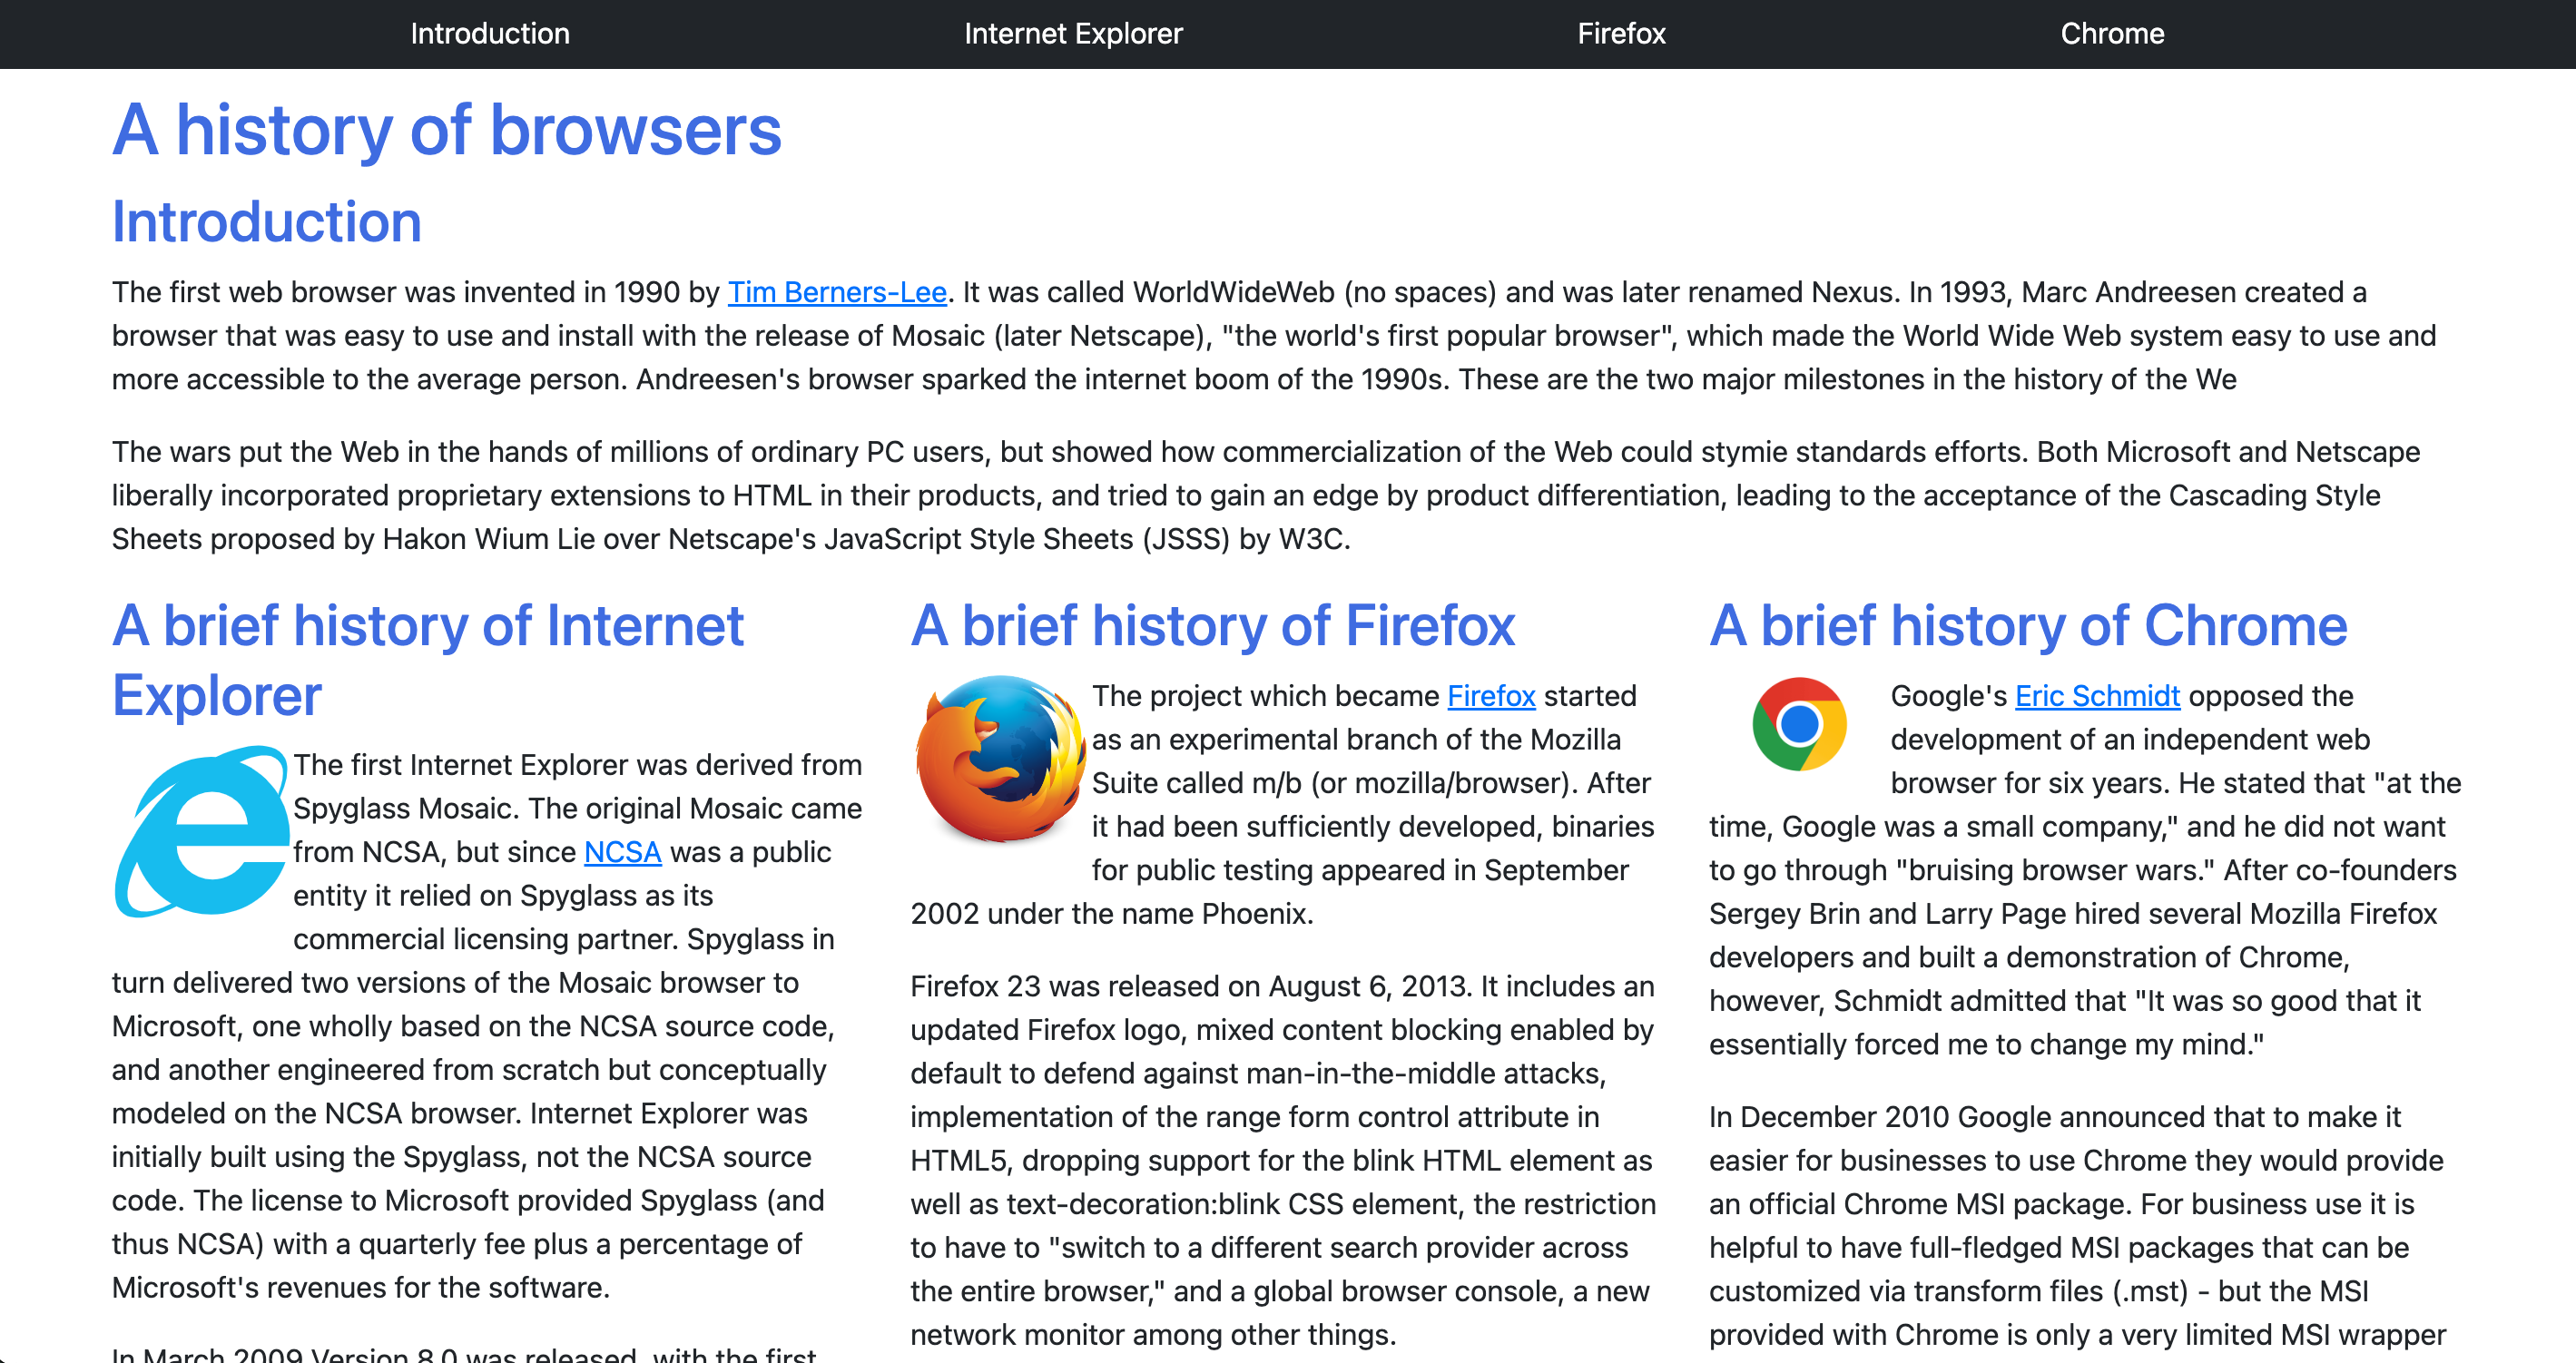 Introduction
Internet Explorer
Firefox
Chrome
A history of browsers
Introduction
The first web browser was invented in 1990 by Tim Berners-Lee. It was called WorldWideWeb (no spaces) and was later renamed Nexus. In 1993, Marc Andreesen created a
browser that was easy to use and install with the release of Mosaic (later Netscape), "the world's first popular browser", which made the World Wide Web system easy to use and
more accessible to the average person. Andreesen's browser sparked the internet boom of the 1990s. These are the two major milestones in the history of the We
The wars put the Web in the hands of millions of ordinary PC users, but showed how commercialization of the Web could stymie standards efforts. Both Microsoft and Netscape
liberally incorporated proprietary extensions to HTML in their products, and tried to gain an edge by product differentiation, leading to the acceptance of the Cascading Style
Sheets proposed by Hakon Wium Lie over Netscape's JavaScript Style Sheets (JSSS) by W3C.
A brief history of Internet
Explorer
The first Internet Explorer was derived from
Spyglass Mosaic. The original Mosaic came
from NCSA, but since NCSA was a public
entity it relied on Spyglass as its
commercial licensing partner. Spyglass in
turn delivered two versions of the Mosaic browser to
Microsoft, one wholly based on the NCSA source code,
and another engineered from scratch but conceptually
modeled on the NCSA browser. Internet Explorer was
initially built using the Spyglass, not the NCSA source
code. The license to Microsoft provided Spyglass (and
thus NCSA) with a quarterly fee plus a percentage of
Microsoft's revenues for the software.
In March 2009 Version 8.0 was released, with the first
A brief history of Firefox
The project which became Firefox started
as an experimental branch of the Mozilla
Suite called m/b (or mozilla/browser). After
it had been sufficiently developed, binaries
for public testing appeared in September
2002 under the name Phoenix.
Firefox 23 was released on August 6, 2013. It includes an
updated Firefox logo, mixed content blocking enabled by
default to defend against man-in-the-middle attacks,
implementation of the range form control attribute in
HTML5, dropping support for the blink HTML element as
well as text-decoration:blink CSS element, the restriction
to have to "switch to a different search provider across
the entire browser," and a global browser console, a new
network monitor among other things.
A brief history of Chrome
Google's Eric Schmidt opposed the
development of an independent web
browser for six years. He stated that "at the
time, Google was a small company," and he did not want
to go through "bruising browser wars." After co-founders
Sergey Brin and Larry Page hired several Mozilla Firefox
developers and built a demonstration of Chrome,
however, Schmidt admitted that "It was so good that it
essentially forced me to change my mind."
In December 2010 Google announced that to make it
easier for businesses to use Chrome they would provide
an official Chrome MSI package. For business use it is
helpful to have full-fledged MSI packages that can be
customized via transform files (.mst) - but the MSI
provided with Chrome is only a very limited MSI wrapper